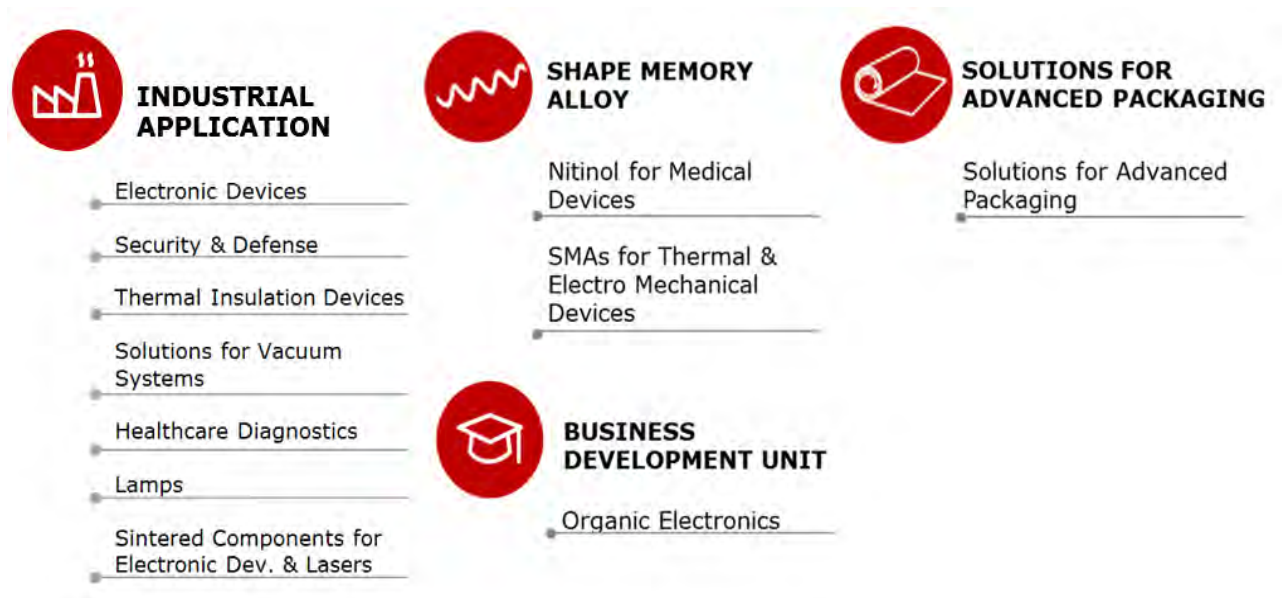 INDUSTRIAL
APPLICATION
Electronic Devices
Security & Defense
Thermal Insulation Devices
Solutions for Vacuum
Systems
Healthcare Diagnostics
Lamps
Sintered Components for
Electronic Dev. & Lasers
SHAPE MEMORY
ALLOY
Nitinol for Medical
Devices
SMAs for Thermal &
Electro Mechanical
Devices
BUSINESS
DEVELOPMENT UNIT
Organic Electronics
SOLUTIONS FOR
ADVANCED PACKAGING
Solutions for Advanced
Packaging